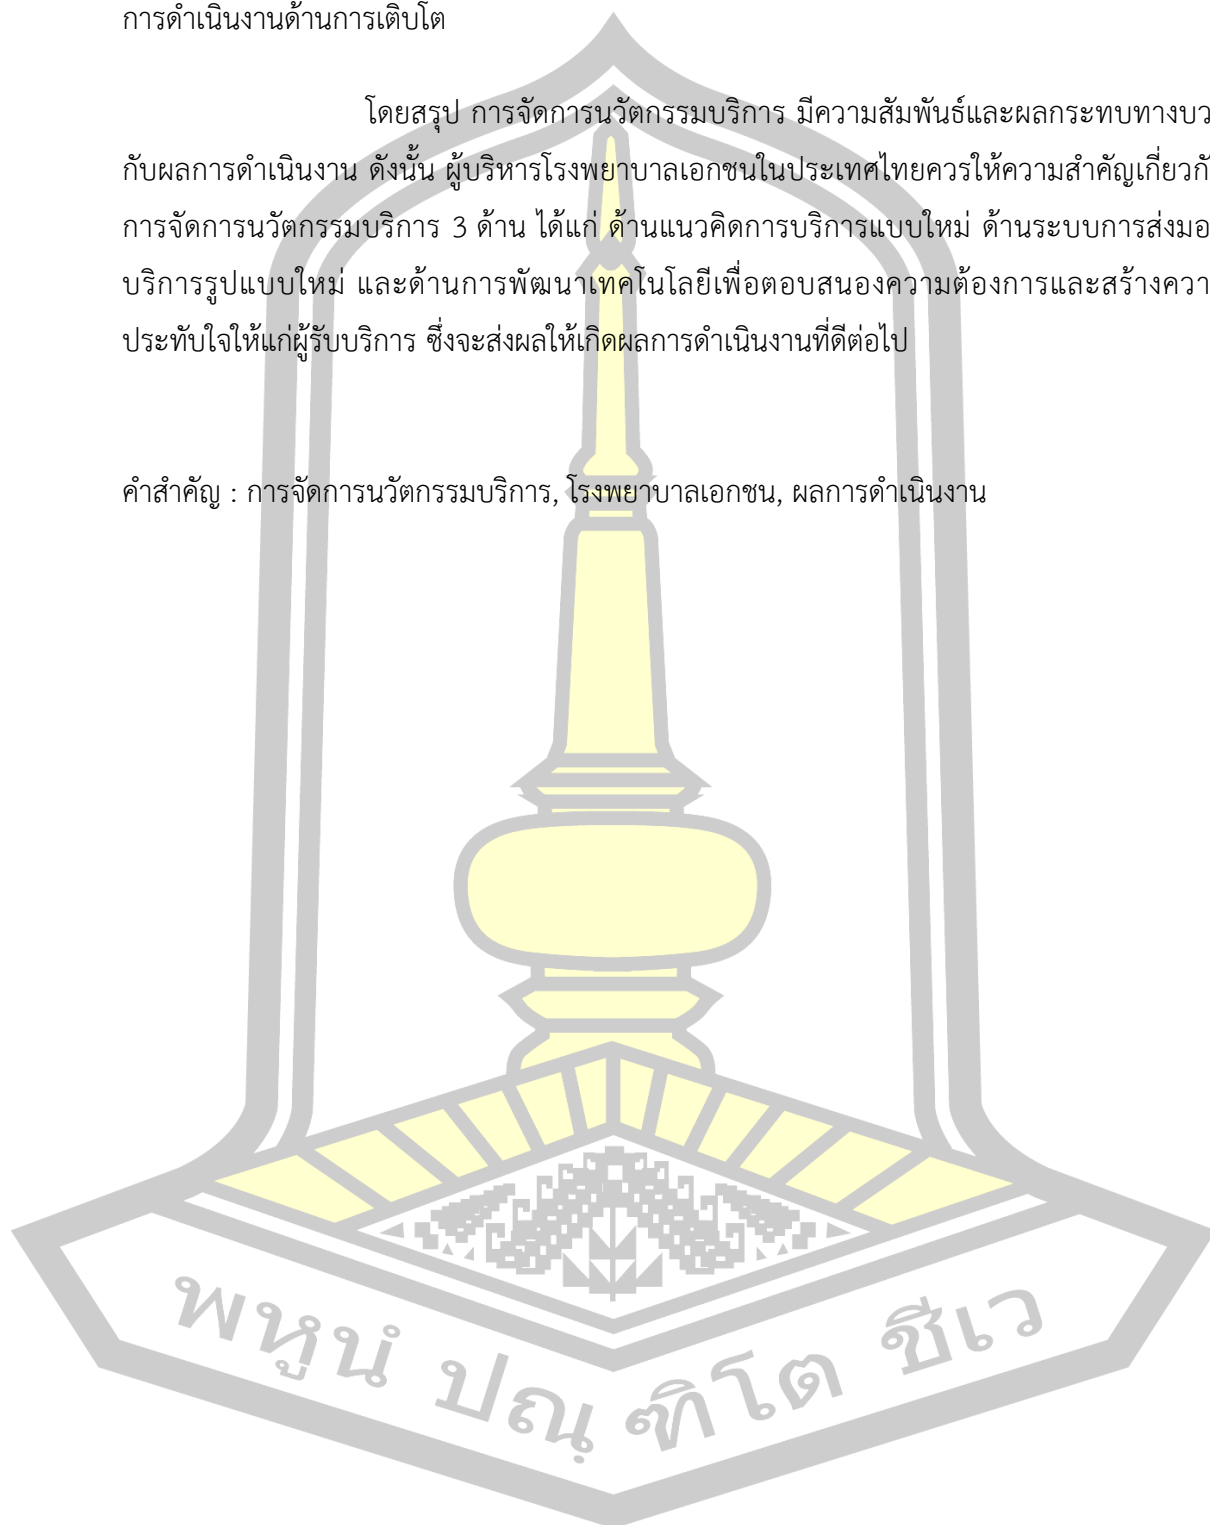 การดำเนินงานด้านการเติบโต
โดยสรุป การจัดการนวัตกรรมบริการ มีความสัมพันธ์และผลกระทบทางบว
กับผลการดำเนินงาน ดังนั้น ผู้บริหารโรงพยาบาลเอกชนในประเทศไทยควรให้ความสำคัญเกี่ยวกั
การจัดการนวัตกรรมบริการ 3 ด้าน ได้แก่ ด้านแนวคิดการบริการแบบใหม่ ด้านระบบการส่งมอ
บริการรูปแบบใหม่ และด้านการพัฒนาเทคโนโลยีเพื่อตอบสนองความต้องการและสร้างควา
ประทับใจให้แก่ผู้รับบริการ ซึ่งจะส่งผลให้เกิดผลการดำเนินงานที่ดีต่อไป
คำสำคัญ : การจัดการนวัตกรรมบริการ, โรงพยาบาลเอกชน, ผลการดำเนินงาน
พหูนํ ปณฺ ฑิโต ชีเว